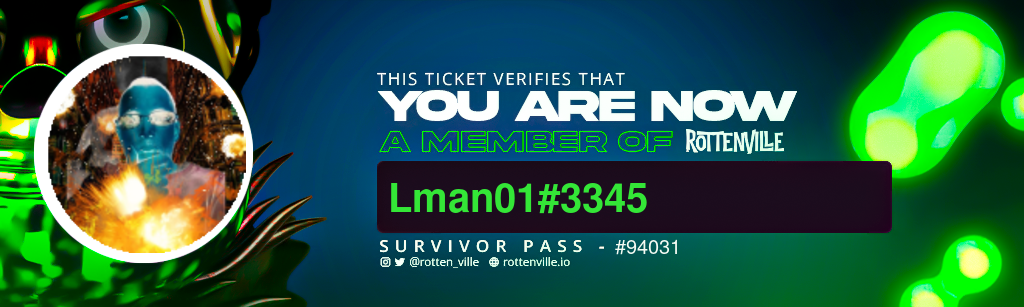 THIS TICKET VERIFIES THAT
YOU ARE NOW
A MEMBER OF ROTTENVILLE
Lman01#3345
SURVIVOR PASS - #94031
@rotten_ville rottenville.io